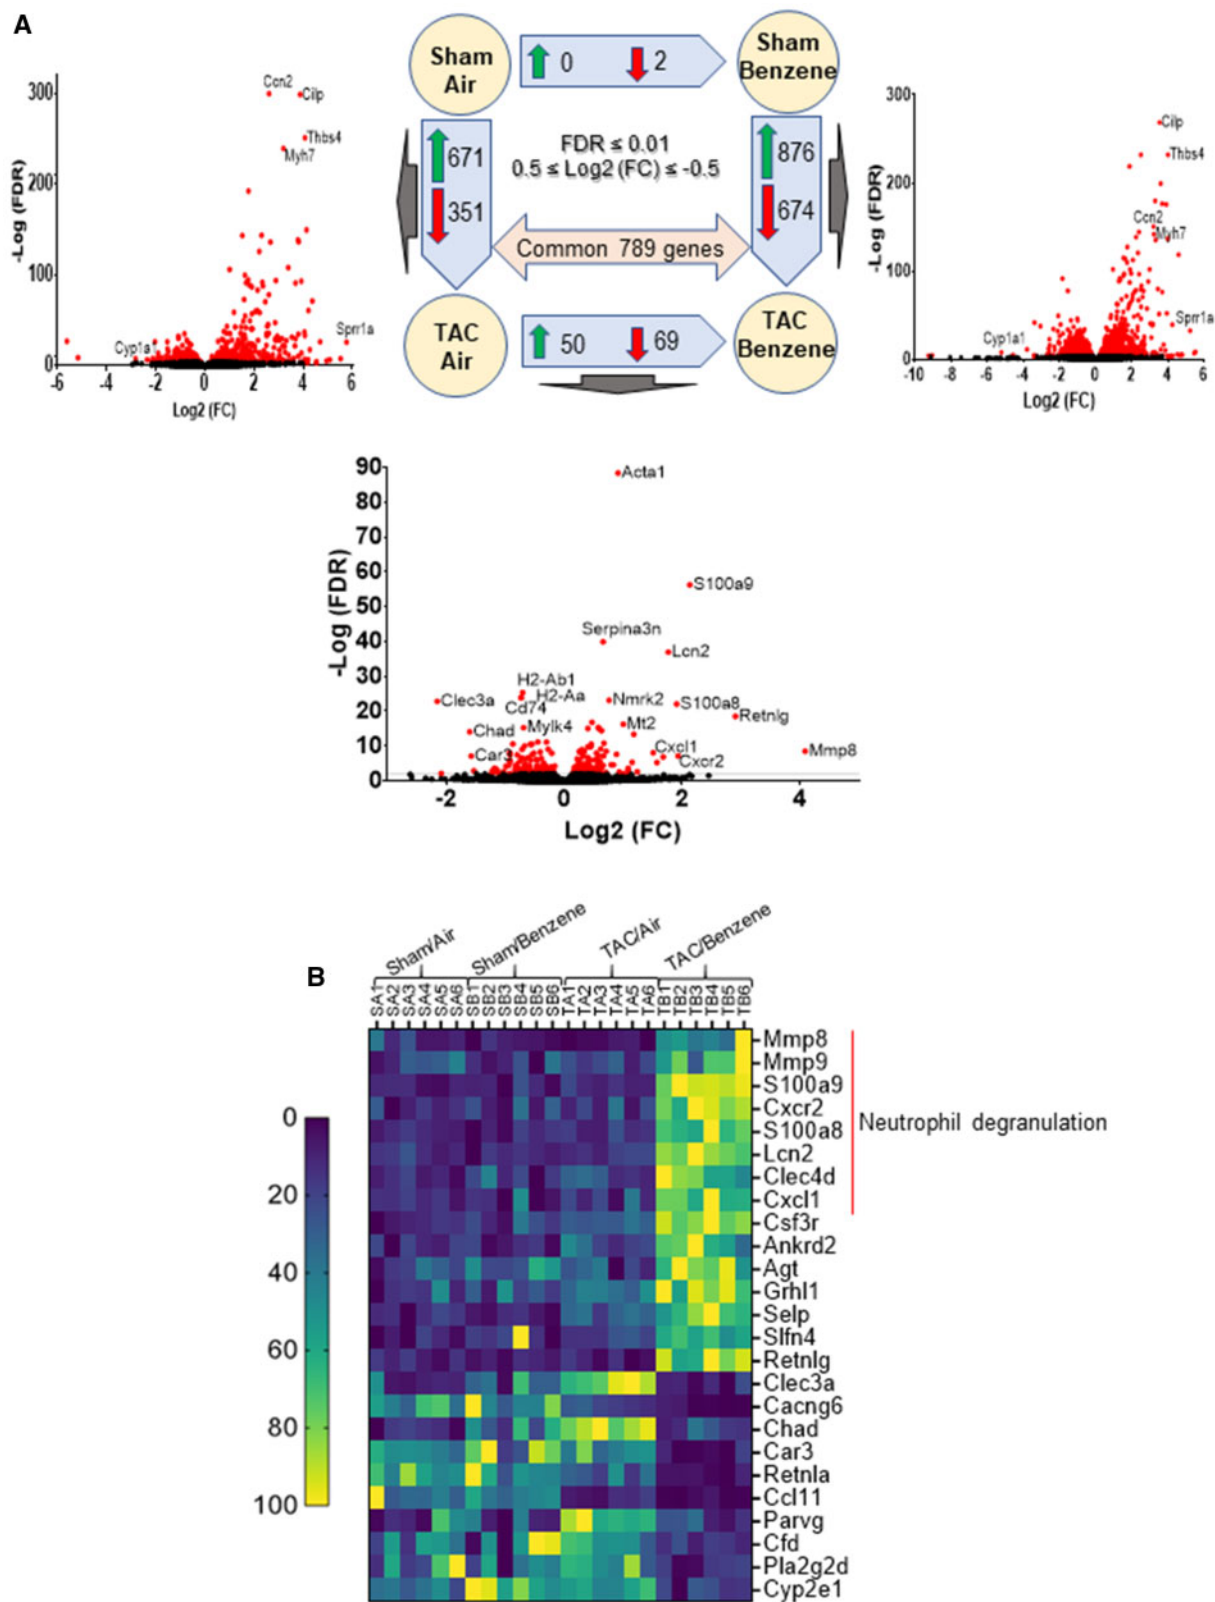 A
Sham
Air
0
2
Sham
Benzene
671
351
FDR ≤ 0.01
0.5 ≤ Log2 (FC) ≤ -0.5
876
674
Common 789 genes
TAC
Air
50
69
TAC
Benzene
-Log (FDR)
300
200
100
0
Ccn2
Cilp
Thbs4
Myh7
Cyp1a1
Sprr1a
-6 -4 -2 0 2 4 6
Log2 (FC)
-Log (FDR)
300
200
100
0
Cilp
Thbs4
Ccn2
Myh7
Cyp1a1
Sprr1a
-10 -8 -6 -4 -2 0 2 4 6
Log2 (FC)
-Log (FDR)
90
80
70
60
50
40
30
20
10
0
Acta1
S100a9
Serpina3n
Lcn2
H2-Ab1
H2-Aa
Clec3a
Cd74
Nmrk2
S100a8
Retnlg
Chad
Mylk4
Mt2
Car3
Cxcl1
Cxcr2
Mmp8
-2 0 2 4
Log2 (FC)
B
Sham/Air
Sham/Benzene
TAC/Air
TAC/Benzene
SA1 SA2 SA3 SA4 SA5 SA6 SB1 SB2 SB3 SB4 SB5 SB6 TA1 TA2 TA3 TA4 TA5 TA6 TB1 TB2 TB3 TB4 TB5 TB6
0
20
40
60
80
100
Mmp8
Mmp9
S100a9
Cxcr2
S100a8
Lcn2
Clec4d
Cxcl1
Csf3r
Ankrd2
Agt
Grhl1
Selp
Slfn4
Retnlg
Clec3a
Cacng6
Chad
Car3
Retnla
Ccl11
Parvg
Cfd
Pla2g2d
Cyp2e1
Neutrophil degranulation